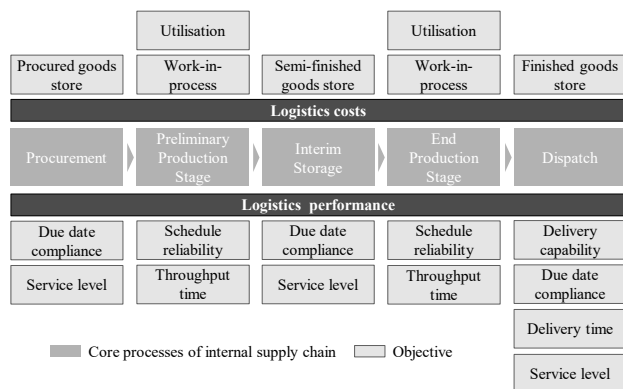 Utilisation
Utilisation
Procured goods
store
Work-in-
process
Semi-finished
goods store
Work-in-
process
Finished goods
store
Logistics costs
Procurement
Preliminary
Production
Stage
Interim
Storage
End
Production
Stage
Dispatch
Logistics performance
Due date
compliance
Schedule
reliability
Due date
compliance
Schedule
reliability
Delivery
capability
Service level
Throughput
time
Service level
Throughput
time
Due date
compliance
Delivery time
Service level
Core processes of internal supply chain
Objective